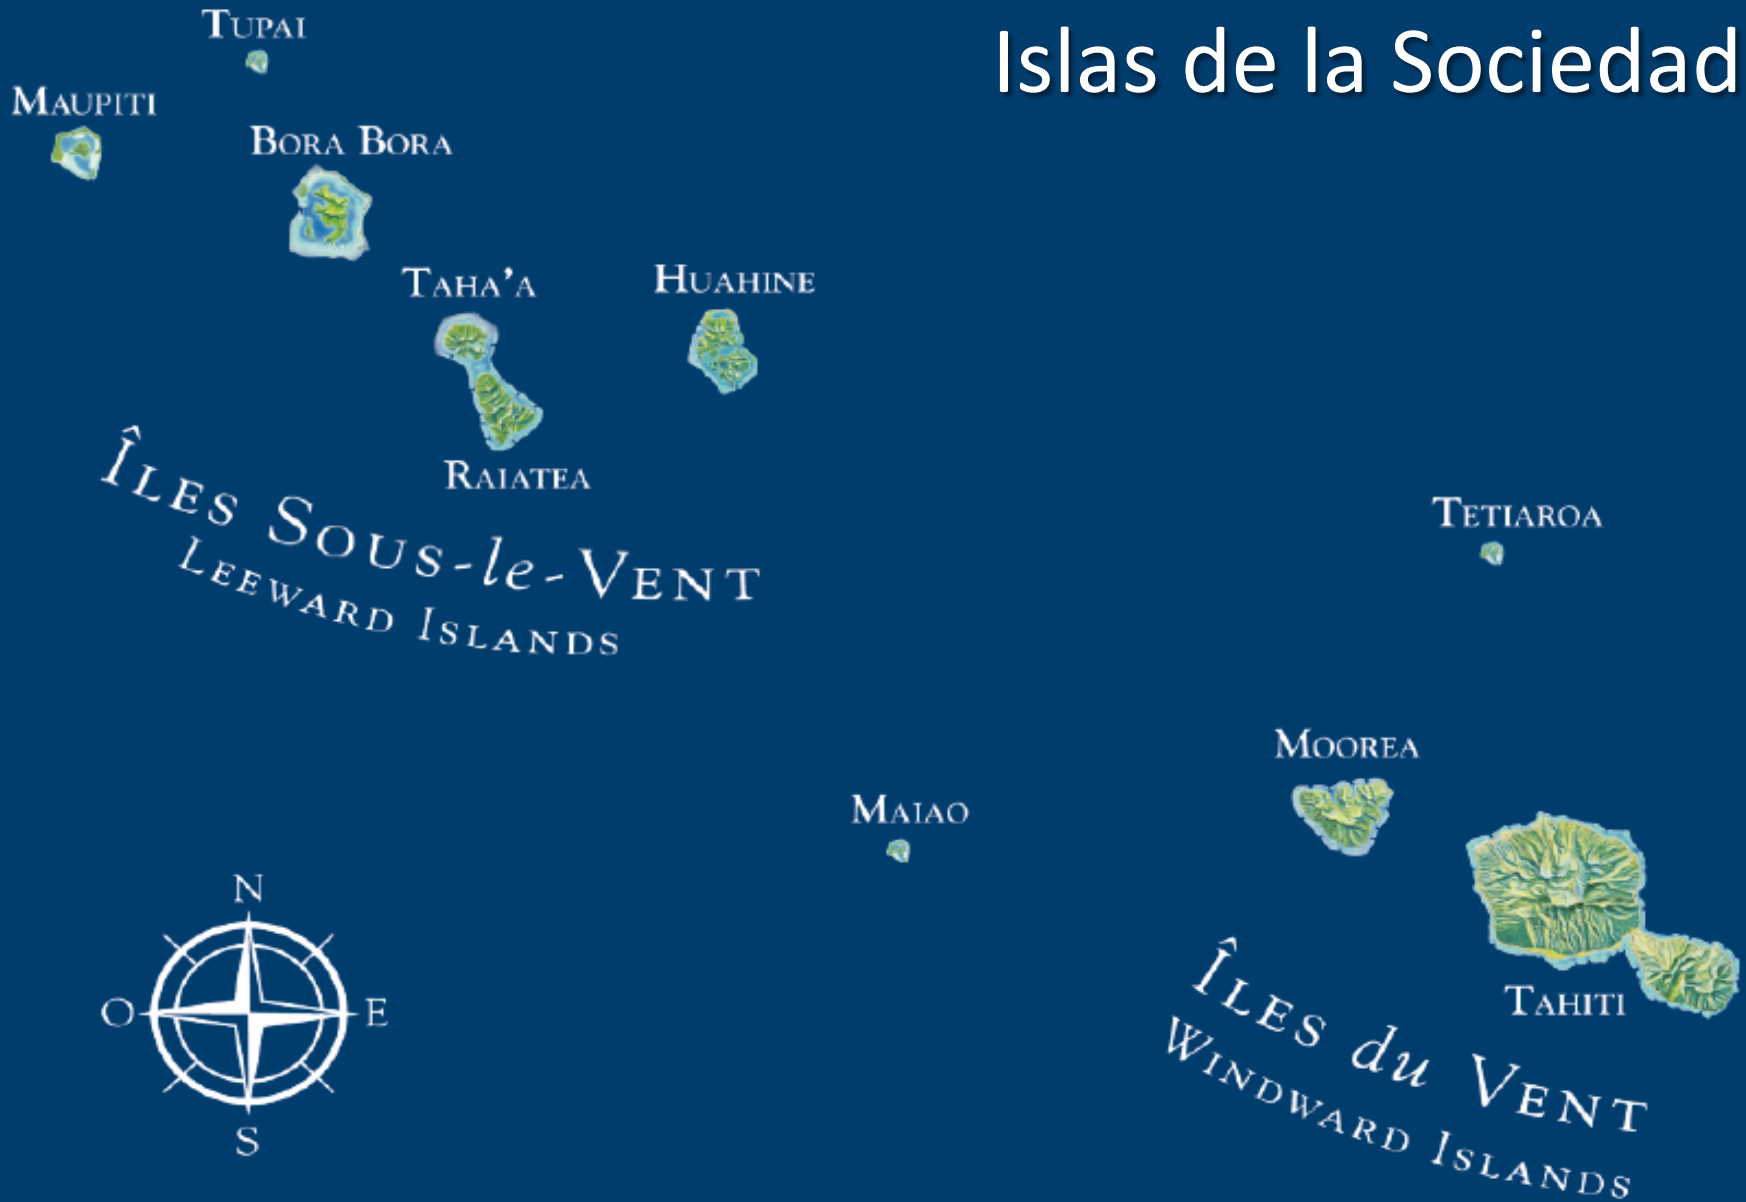 Islas de la Sociedad
TUPAI
MAUPITI
BORA BORA
TAHA'A
HUAHINE
RAIATEA
ÎLES SOUS-le-VENT
LEEWARD ISLANDS
TETIAROA
MOOREA
MAIAO
TAHITI
ÎLES du VENT
WINDWARD ISLANDS
N
O
E
S